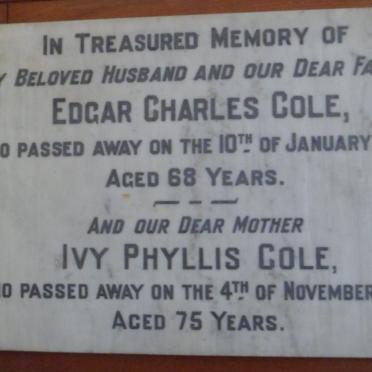 In Treasured Memory of
y Beloved Husband and our Dear Fa
Edgar Charles Cole,
o passed away on the 10th of January
Aged 68 Years.
And our Dear Mother
Ivy Phyllis Cole,
o passed away on the 4th of November
Aged 75 Years.